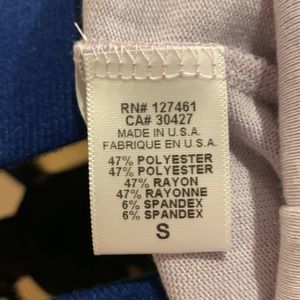 RN# 127461
CA# 30427
MADE IN U.S.A.
FABRIQUE EN U.S.A.
47% POLYESTER
47% POLYESTER
47% RAYON
47% RAYONNE
6% SPANDEX
6% SPANDEX
S